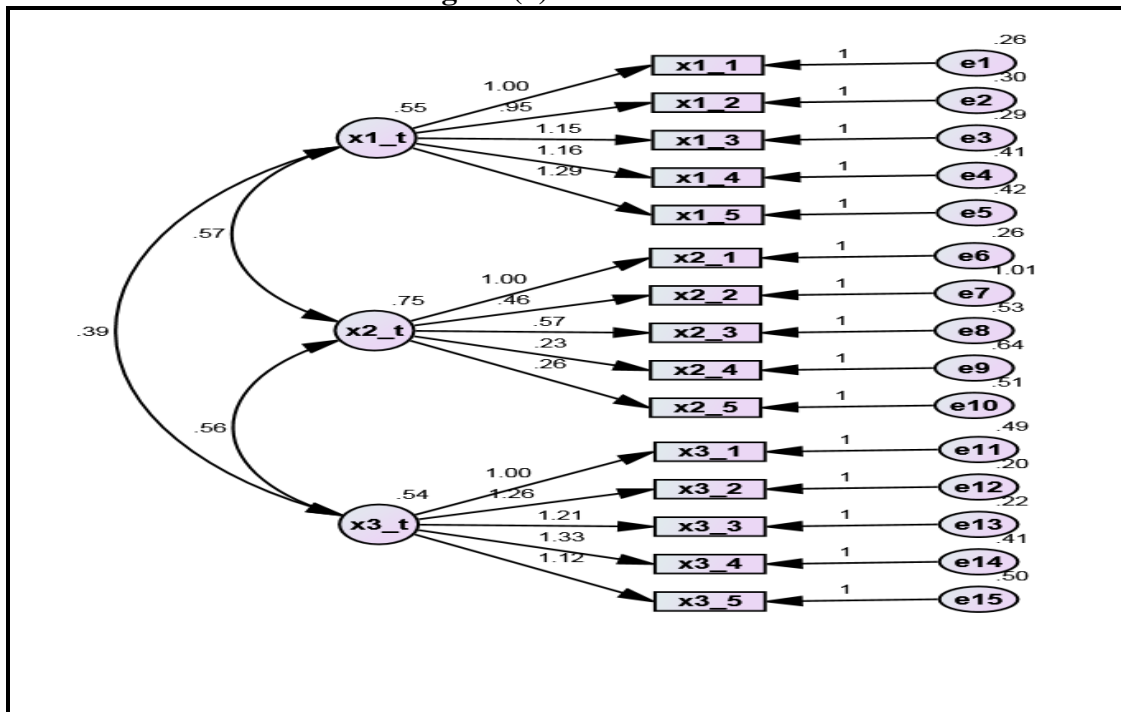 .26
x1_1 1 e1
1.00 .30
.55 .95 x1_2 1 e2
.29
x1_t 1.15 x1_3 1 e3
1.16 .41
x1_4 1 e4
1.29 .42
x1_5 1 e5
.57 .26
x2_1 1 e6
1.00 1.01
.75 .46 x2_2 1 e7
.53
.39 x2_t .57 x2_3 1 e8
.23 .64
x2_4 1 e9
.26 .51
x2_5 1 e10
.56 .49
x3_1 1 e11
1.00 .20
.54 1.26 x3_2 1 e12
.22
x3_t 1.21 x3_3 1 e13
1.33 .41
x3_4 1 e14
1.12 .50
x3_5 1 e15